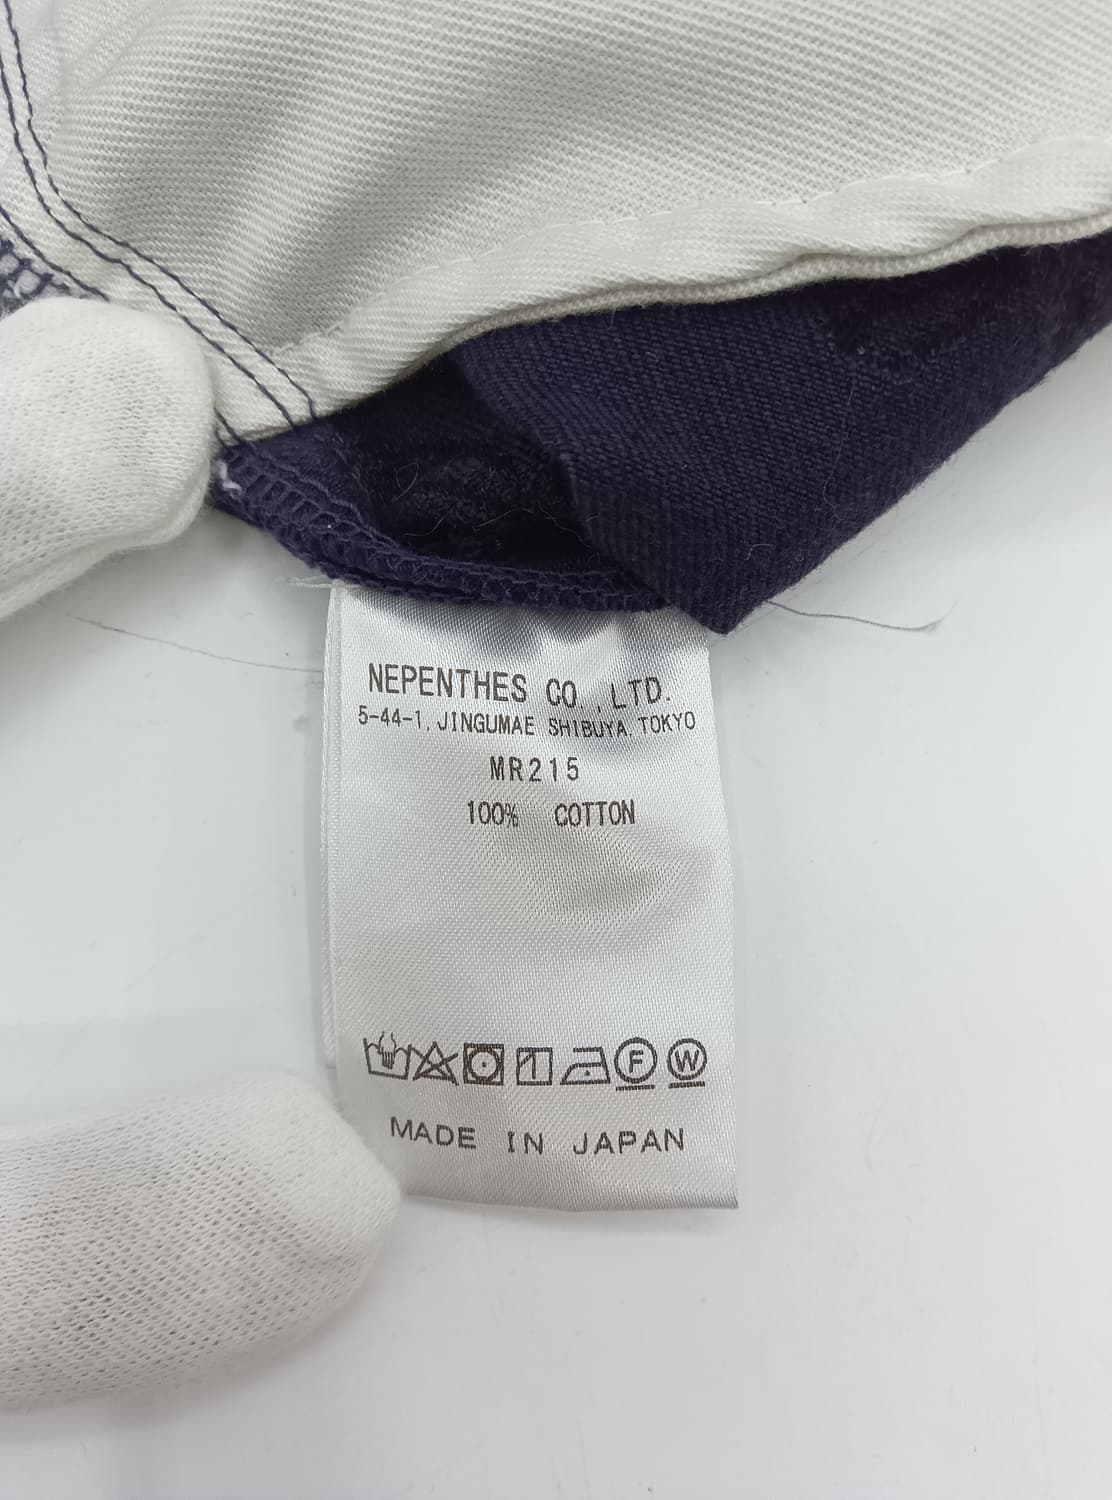 NEPENTHES CO.,LTD.
5-44-1, JINGUMAE SHIBUYA, TOKYO
MR215
100% COTTON
F W
MADE IN JAPAN